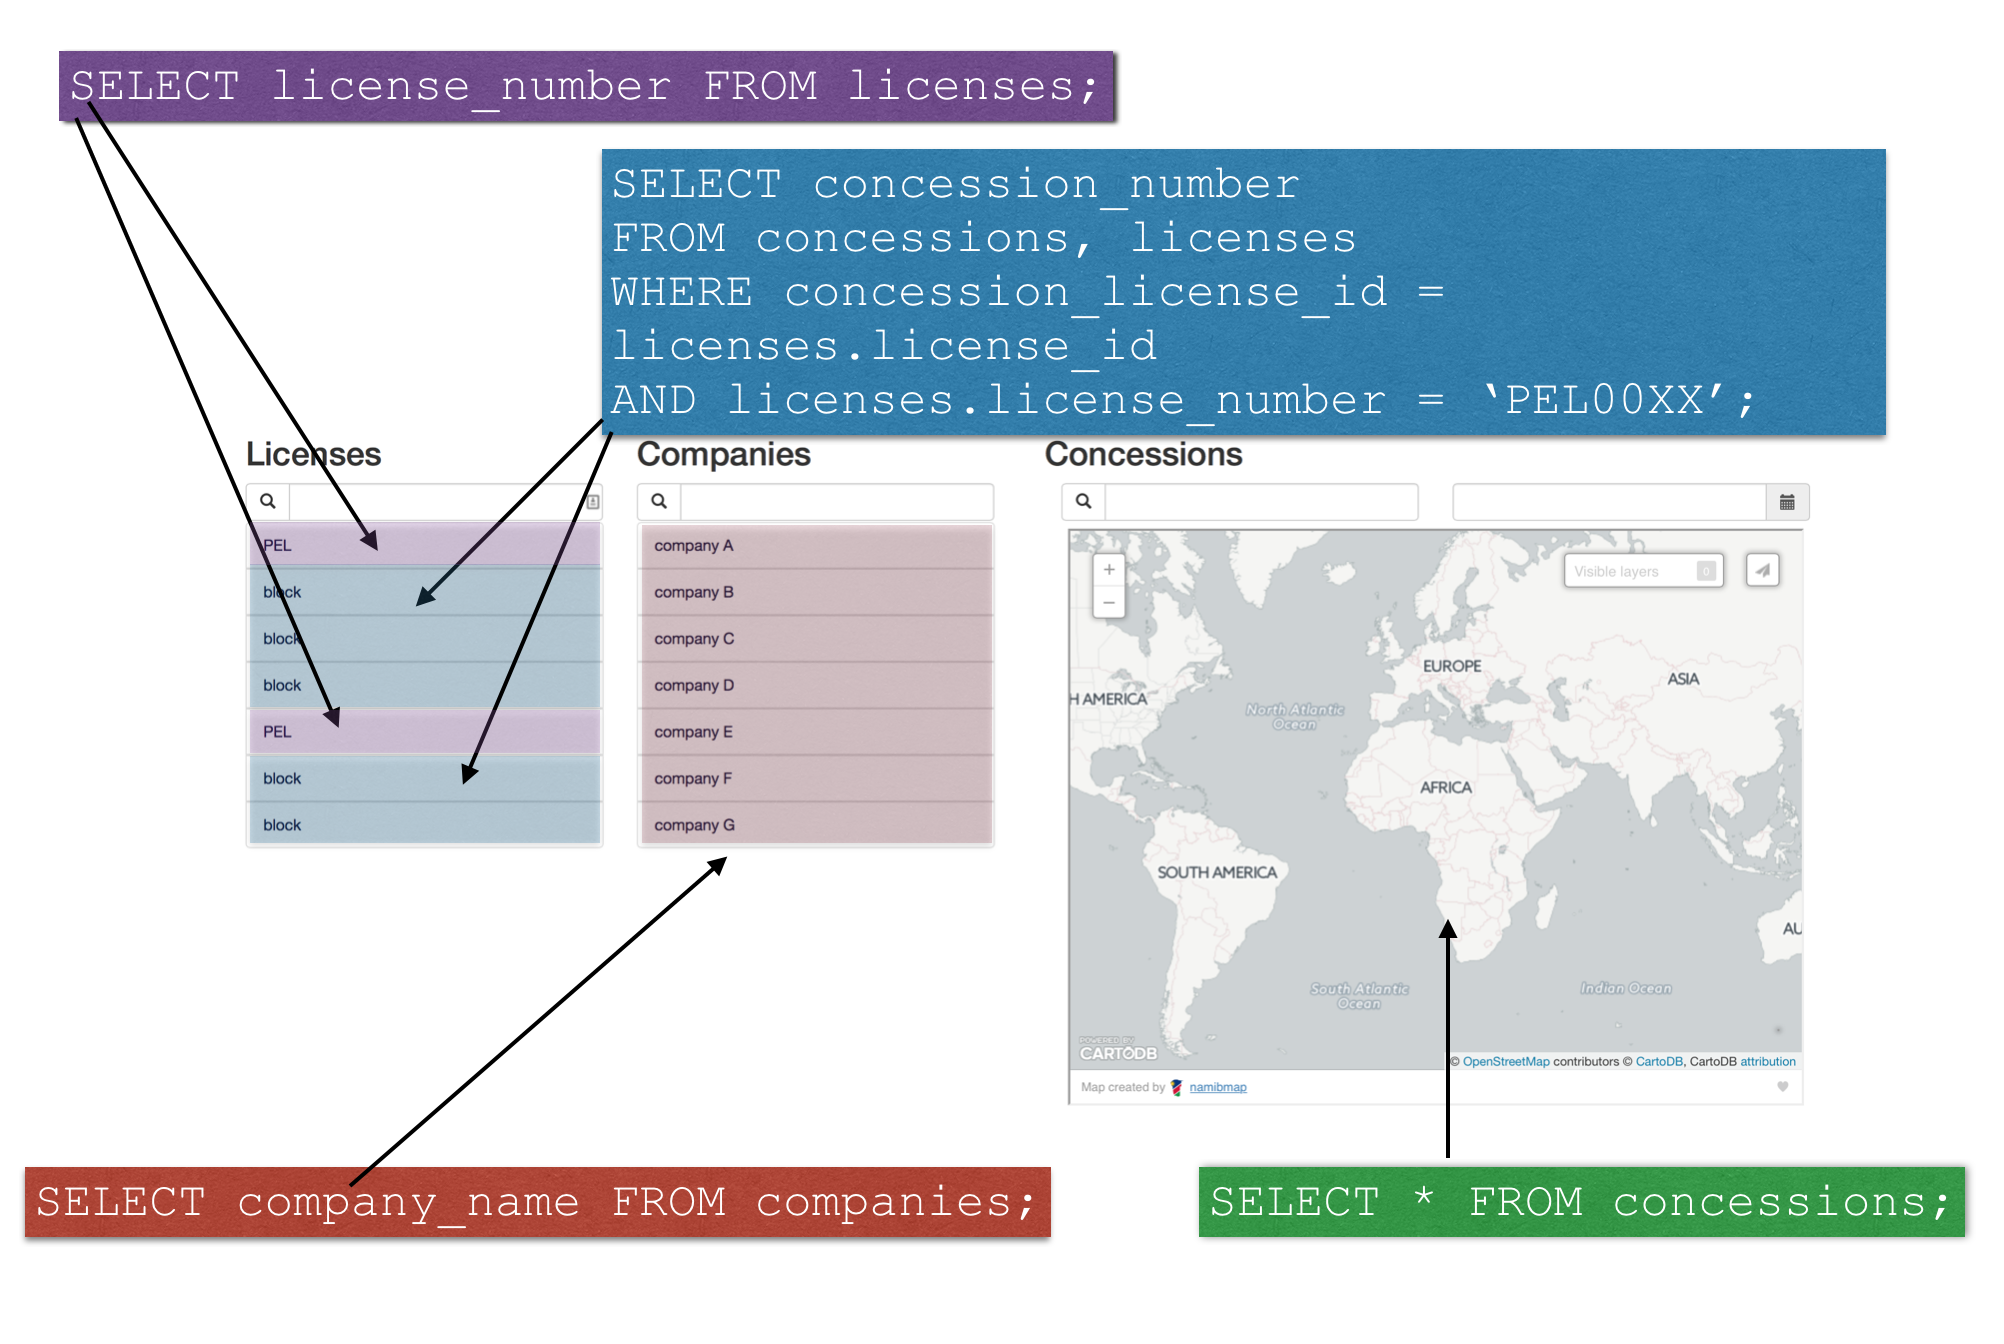 SELECT license_number FROM licenses;
SELECT concession_number
FROM concessions, licenses
WHERE concession_license_id =
licenses.license_id
AND licenses.license_number = ‘PEL00XX’;
Licenses
PEL
block
block
block
PEL
block
block
Companies
company A
company B
company C
company D
company E
company F
company G
Concessions
+
−
Visible layers 0
EUROPE
ASIA
H AMERICA
North Atlantic
Ocean
AFRICA
SOUTH AMERICA
AU
South Atlantic
Ocean
Indian Ocean
POWERED BY
CARTODB
© OpenStreetMap contributors © CartoDB, CartoDB attribution
Map created by namibmap
SELECT company_name FROM companies;
SELECT * FROM concessions;